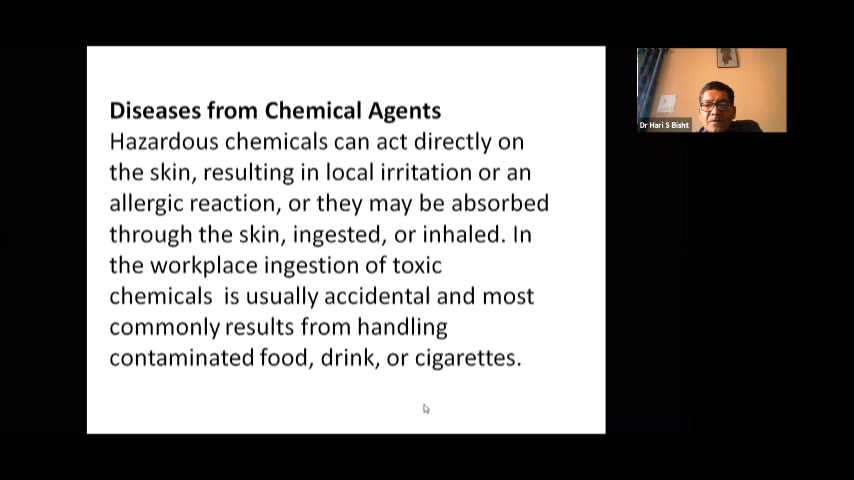 Diseases from Chemical Agents
Hazardous chemicals can act directly on
the skin, resulting in local irritation or an
allergic reaction, or they may be absorbed
through the skin, ingested, or inhaled. In
the workplace ingestion of toxic
chemicals  is usually accidental and most
commonly results from handling
contaminated food, drink, or cigarettes.
Dr Hari S Bisht